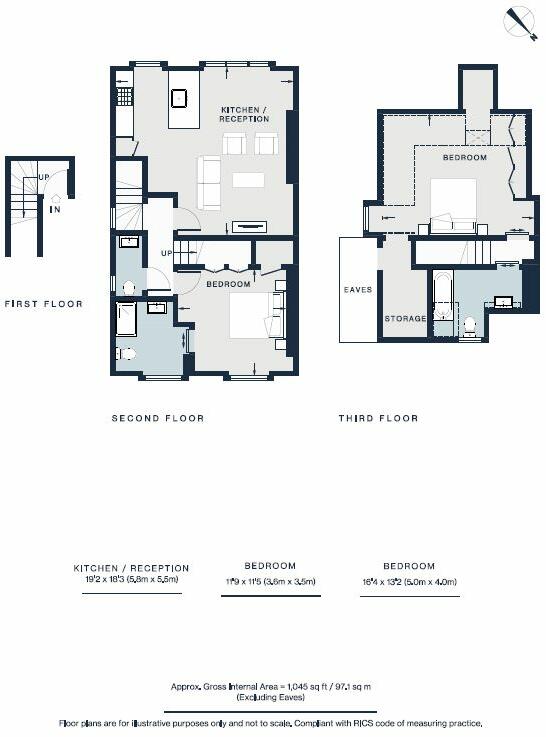 N
KITCHEN /
RECEPTION
BEDROOM
UP
IN
UP
BEDROOM
EAVES
STORAGE
FIRST FLOOR
SECOND FLOOR
THIRD FLOOR
KITCHEN / RECEPTION
19'2 x 18'3 (5.8m x 5.5m)
BEDROOM
11'9 x 11'5 (3.6m x 3.5m)
BEDROOM
16'4 x 13'2 (5.0m x 4.0m)
Approx. Gross Internal Area = 1,045 sq ft / 97.1 sq m
(Excluding Eaves)
Floor plans are for illustrative purposes only and not to scale. Compliant with RICS code of measuring practice.